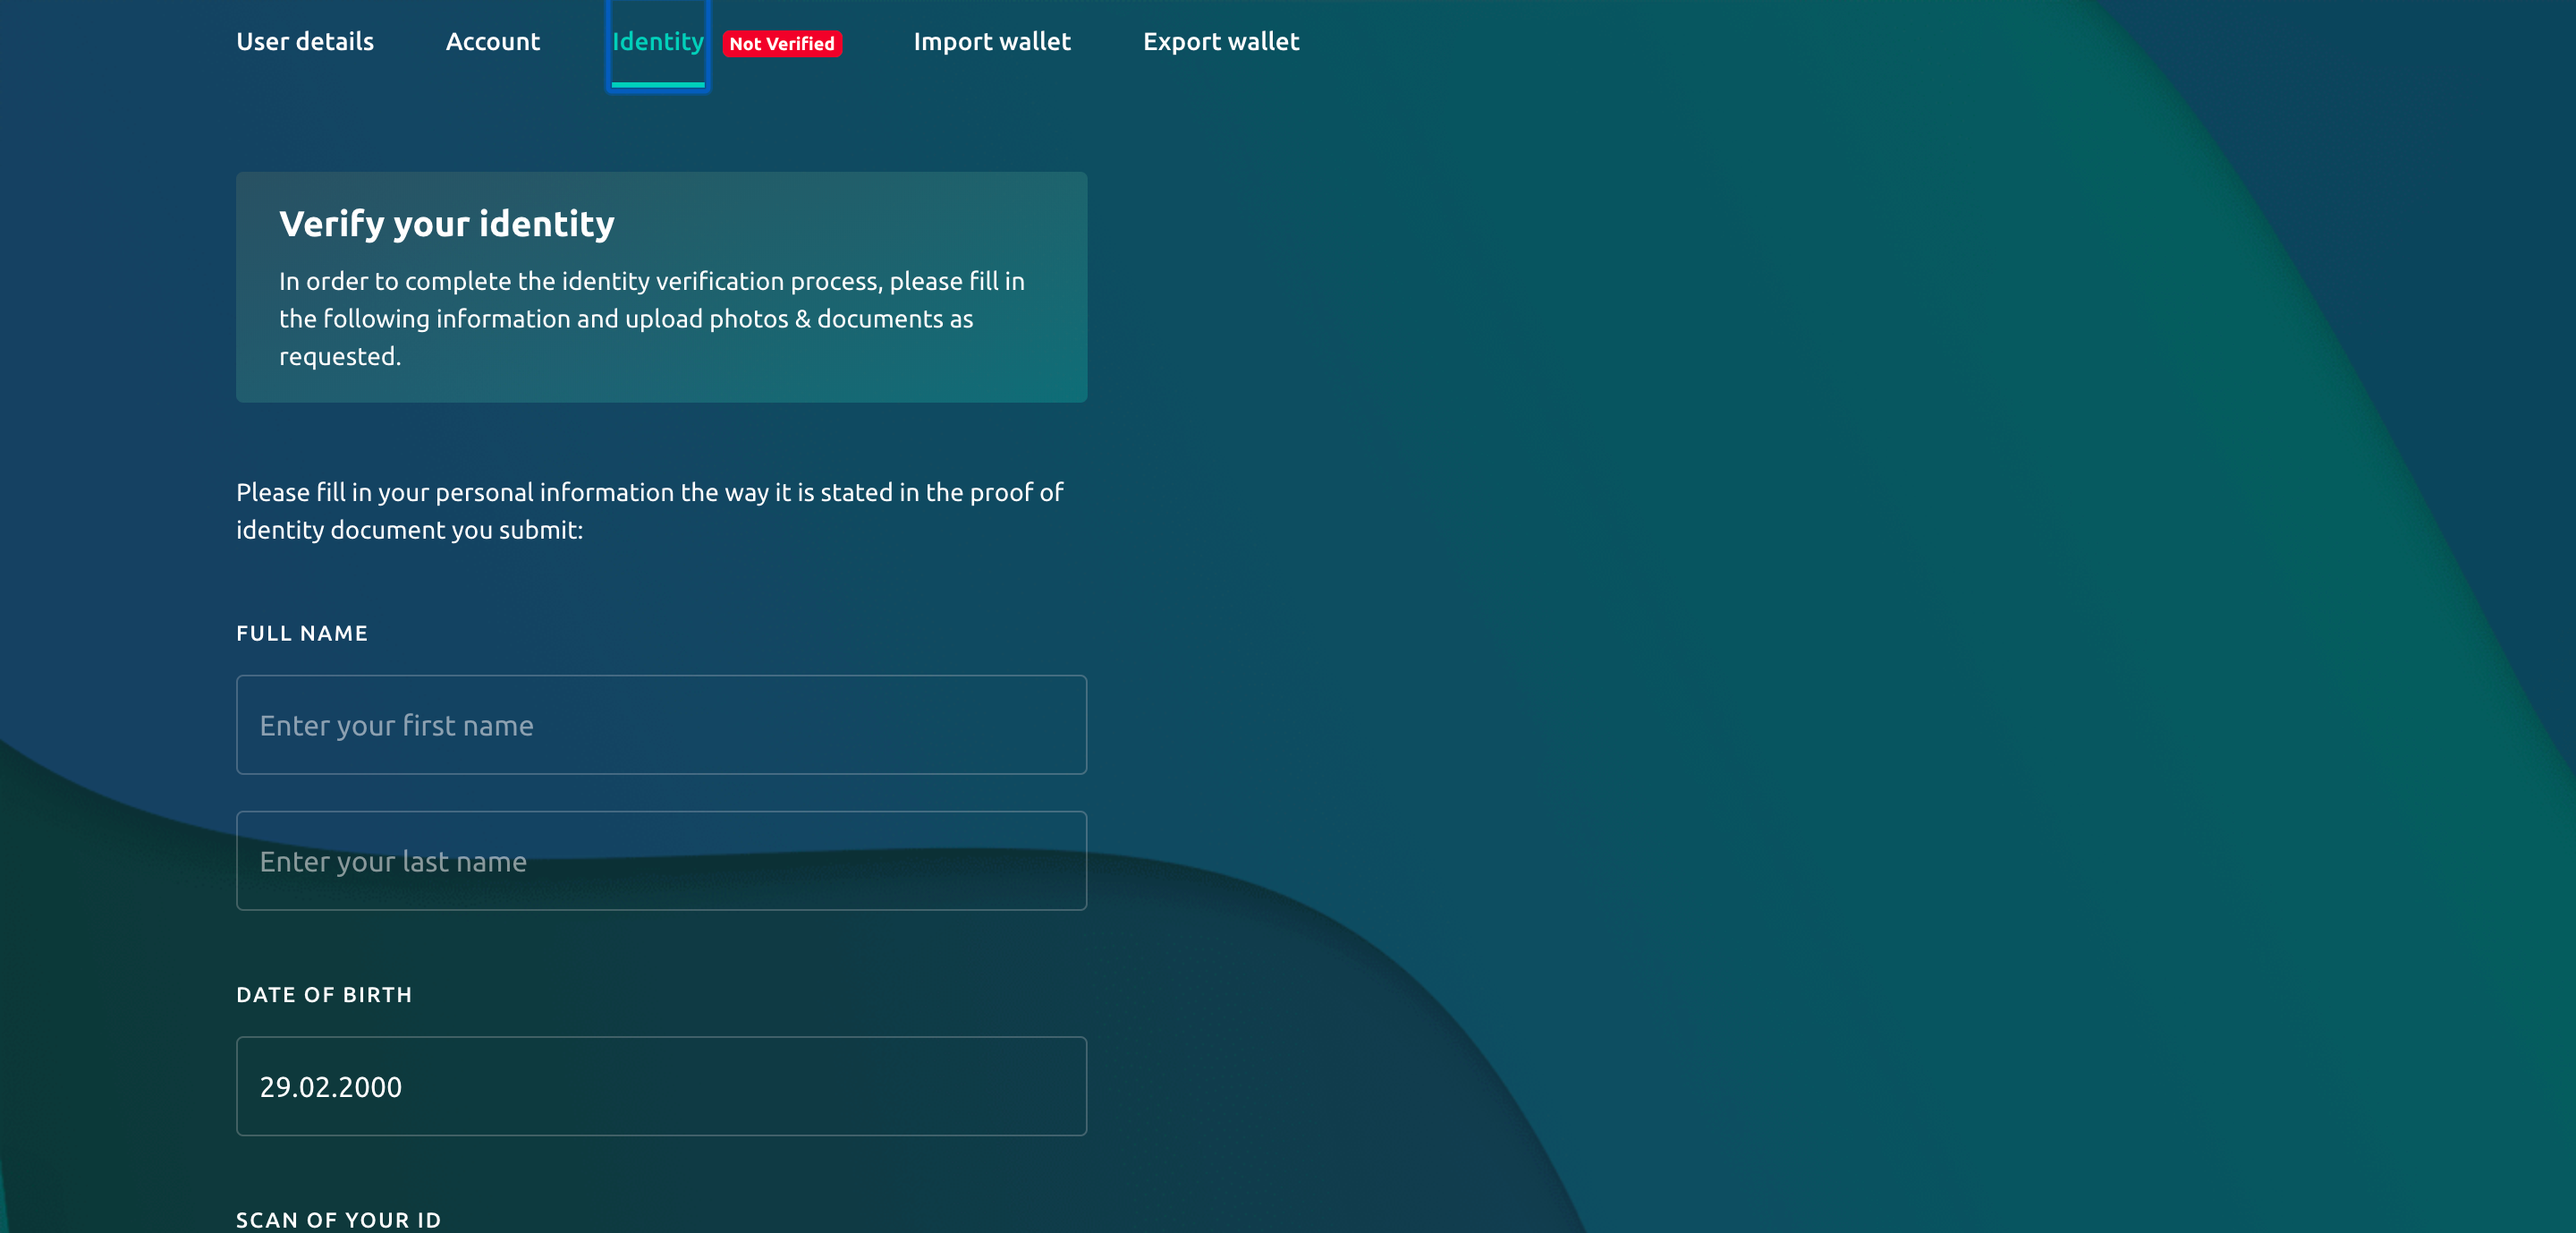 User details Account Identity Not Verified Import wallet Export wallet
Verify your identity
In order to complete the identity verification process, please fill in
the following information and upload photos & documents as
requested.
Please fill in your personal information the way it is stated in the proof of
identity document you submit:
FULL NAME
Enter your first name
Enter your last name
DATE OF BIRTH
29.02.2000
SCAN OF YOUR ID